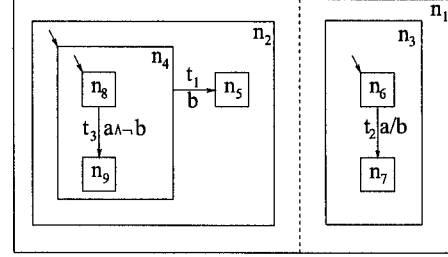 n₁
n₂
n₃
n₄
t₁
n₈
n₅
n₆
b
t₃ a∧¬b
t₂ a/b
n₉
n₇